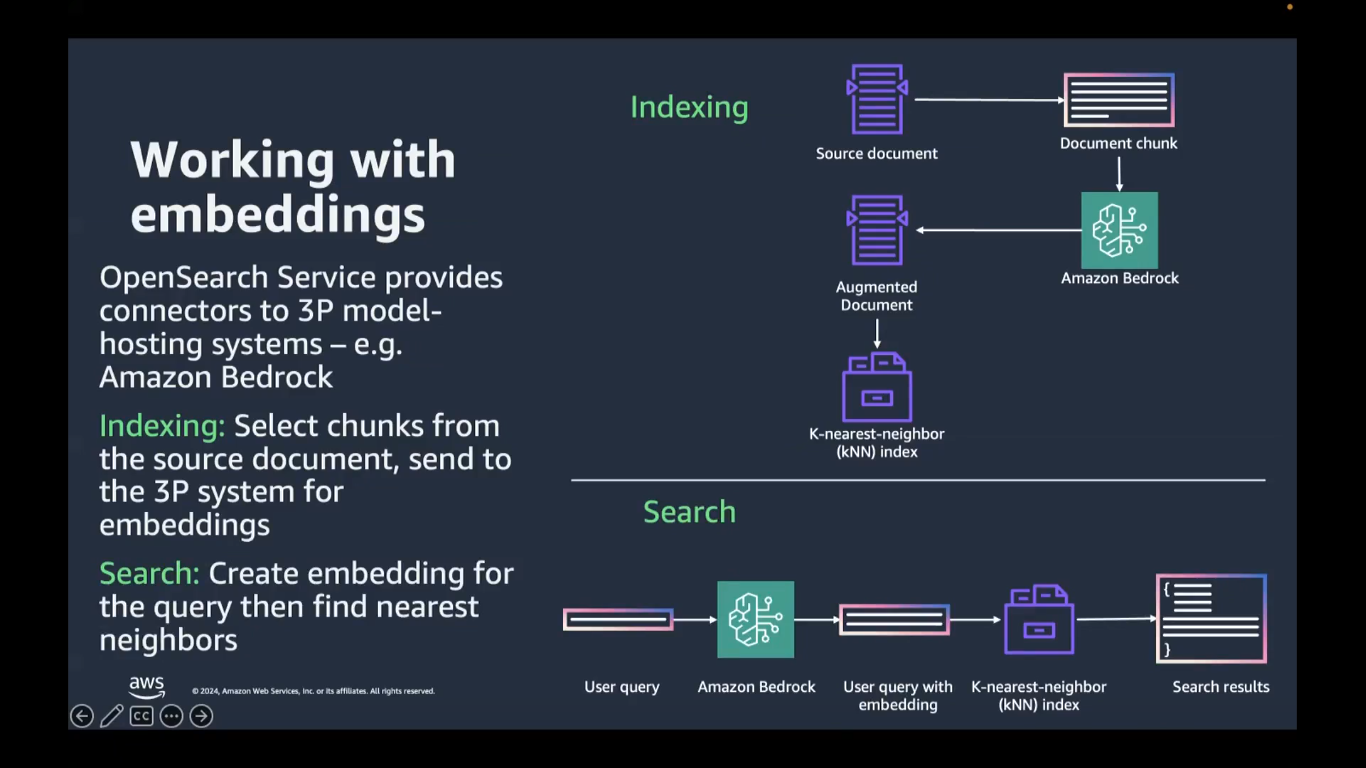 Working with
embeddings
OpenSearch Service provides
connectors to 3P model-
hosting systems – e.g.
Amazon Bedrock
Indexing: Select chunks from
the source document, send to
the 3P system for
embeddings
Search: Create embedding for
the query then find nearest
neighbors
aws
© 2024, Amazon Web Services, Inc. or its affiliates. All rights reserved.
CC
Indexing
Source document
Document chunk
Amazon Bedrock
Augmented
Document
K-nearest-neighbor
(kNN) index
Search
{
}
User query
Amazon Bedrock
User query with
embedding
K-nearest-neighbor
(kNN) index
Search results